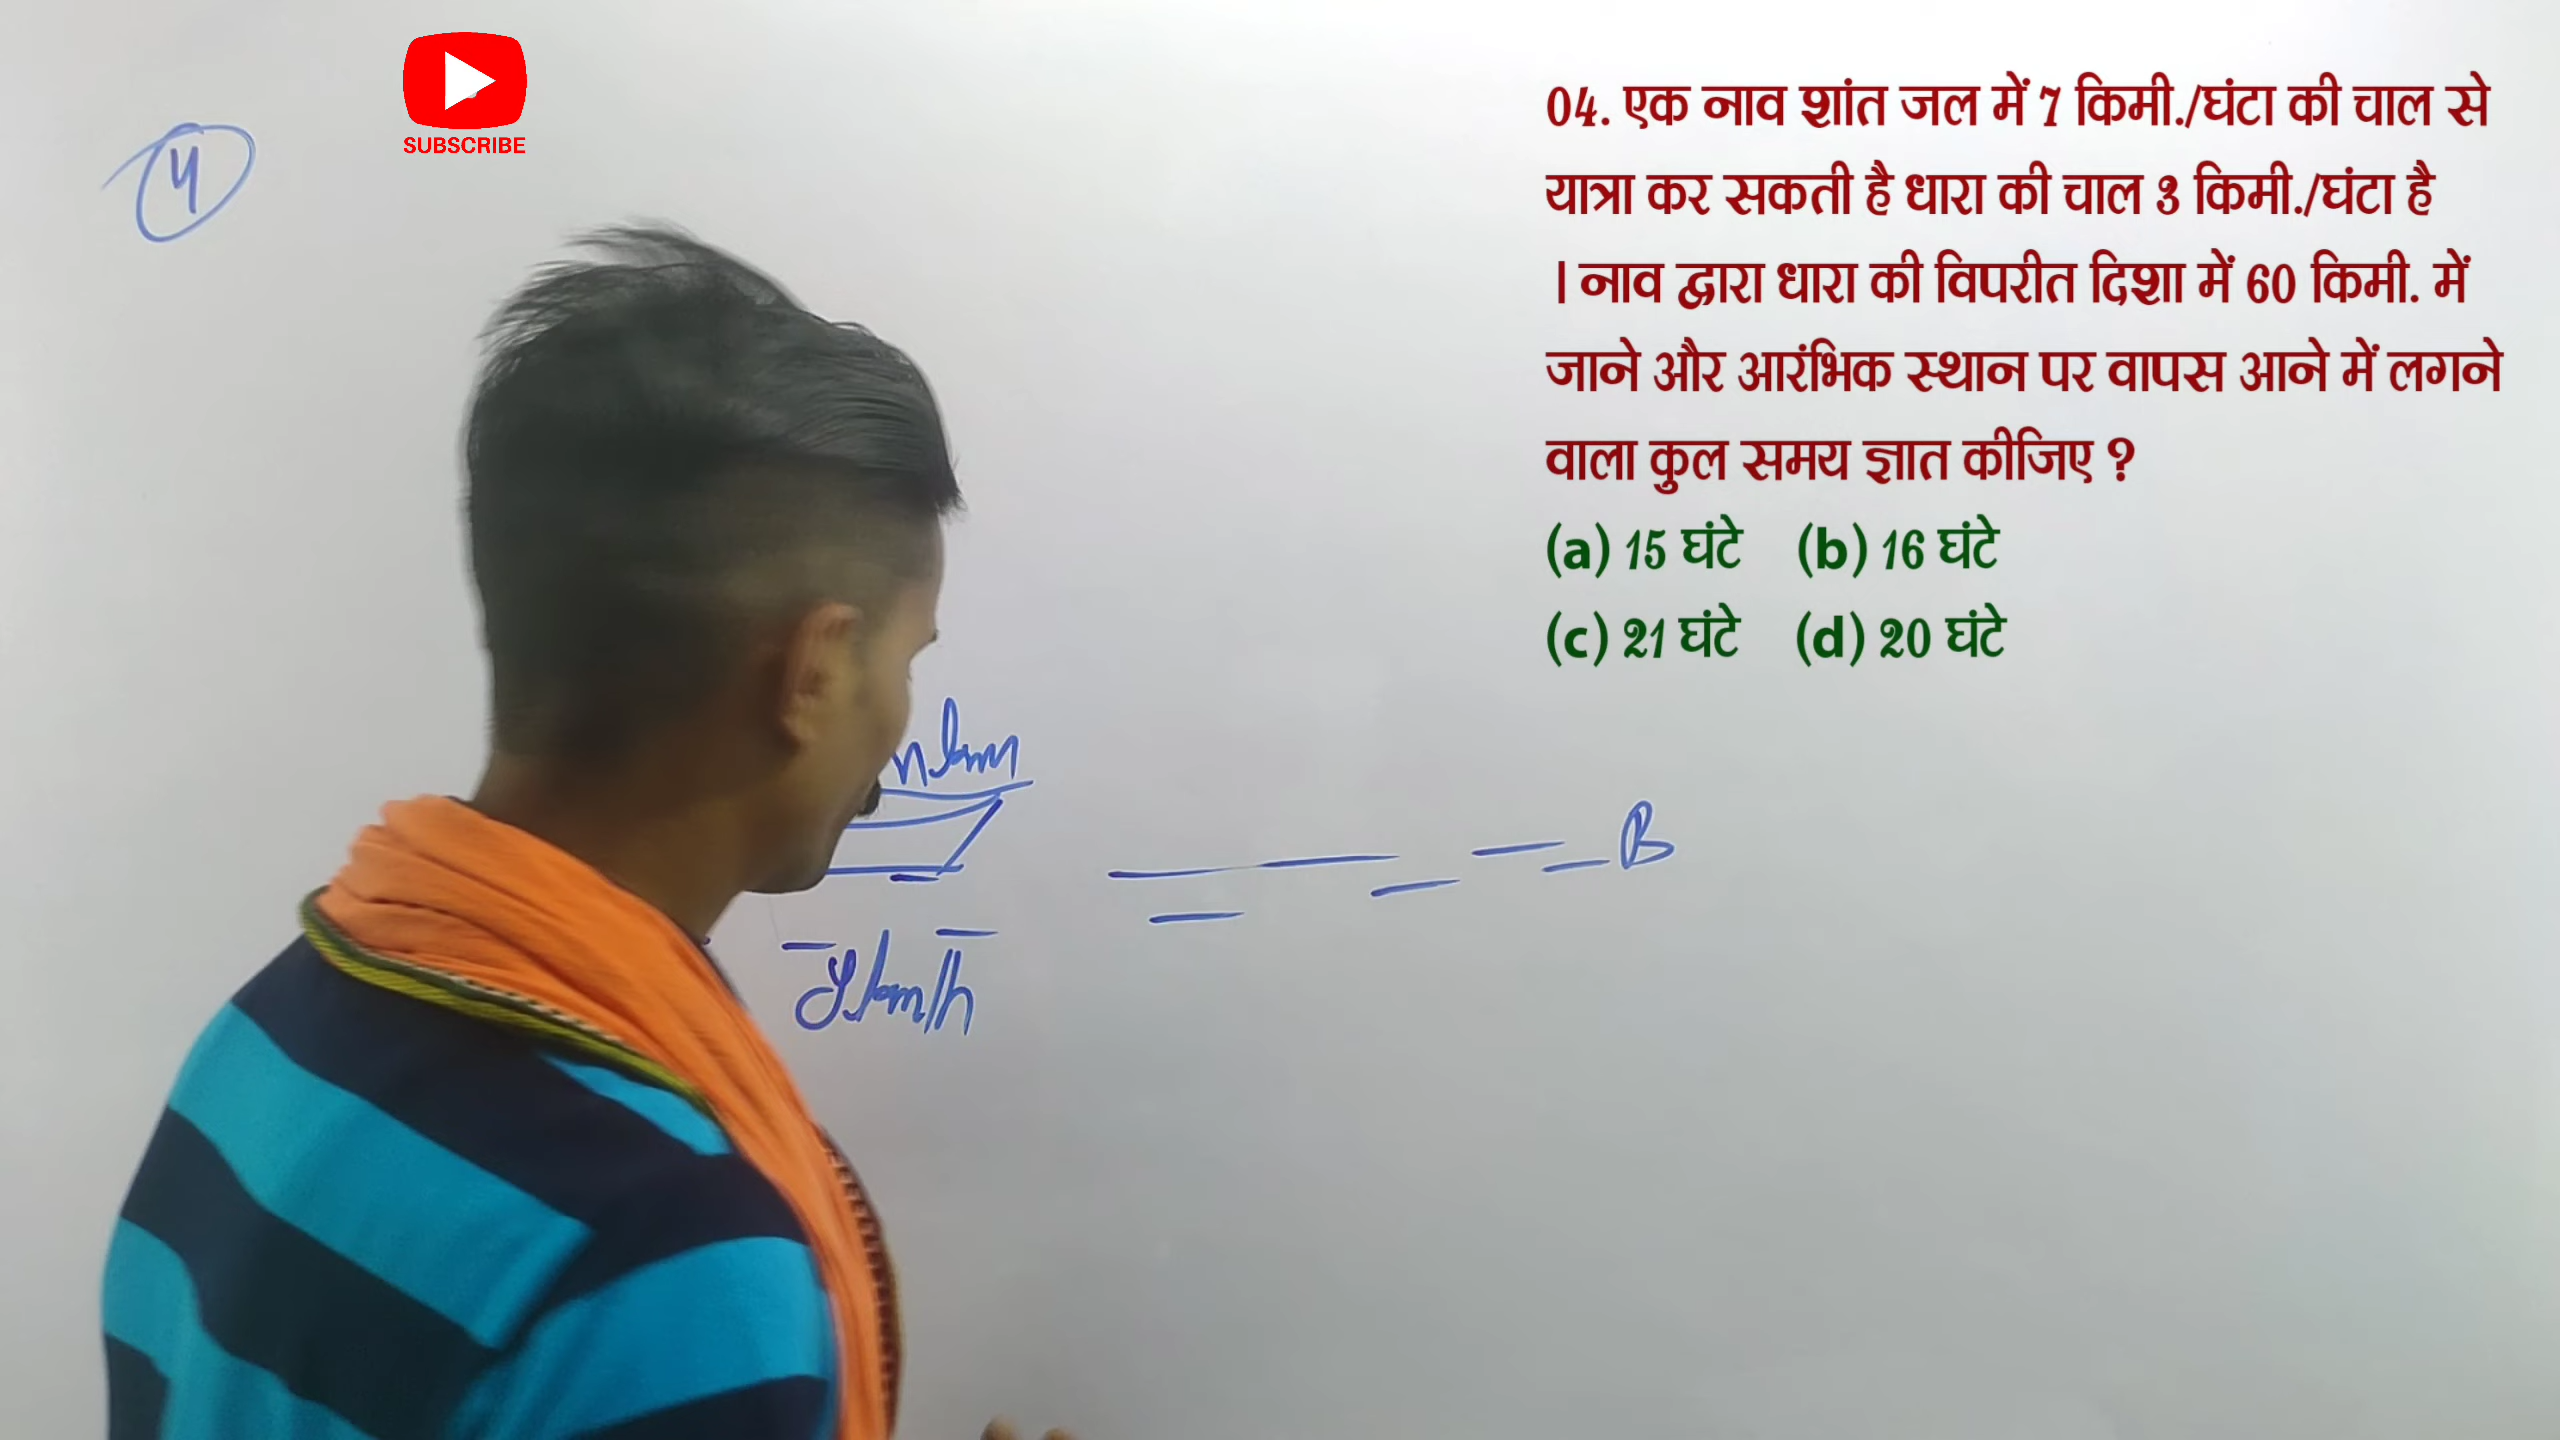 SUBSCRIBE
04. एक नाव शांत जल में 7 किमी./घंटा की चाल से
यात्रा कर सकती है धारा की चाल 3 किमी./घंटा है
। नाव द्वारा धारा की विपरीत दिशा में 60 किमी. में
जाने और आरंभिक स्थान पर वापस आने में लगने
वाला कुल समय ज्ञात कीजिए ?
(a) 15 घंटे (b) 16 घंटे
(c) 21 घंटे (d) 20 घंटे
B
y km/h